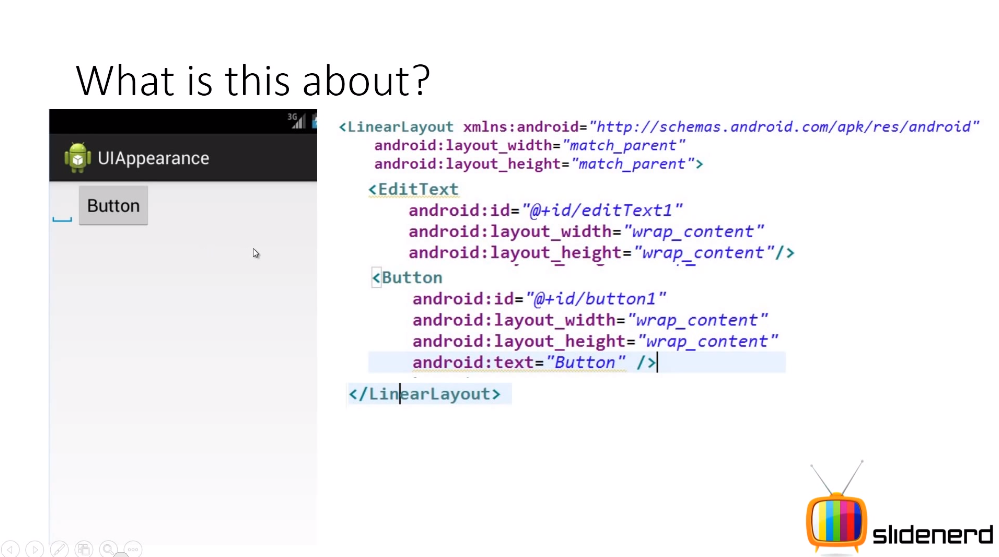 What is this about?
3G
UIAppearance
Button
<LinearLayout xmlns:android="http://schemas.android.com/apk/res/android"
android:layout_width="match_parent"
android:layout_height="match_parent">
<EditText
android:id="@+id/editText1"
android:layout_width="wrap_content"
android:layout_height="wrap_content"/>
<Button
android:id="@+id/button1"
android:layout_width="wrap_content"
android:layout_height="wrap_content"
android:text="Button" />
</LinearLayout>
slidenerd